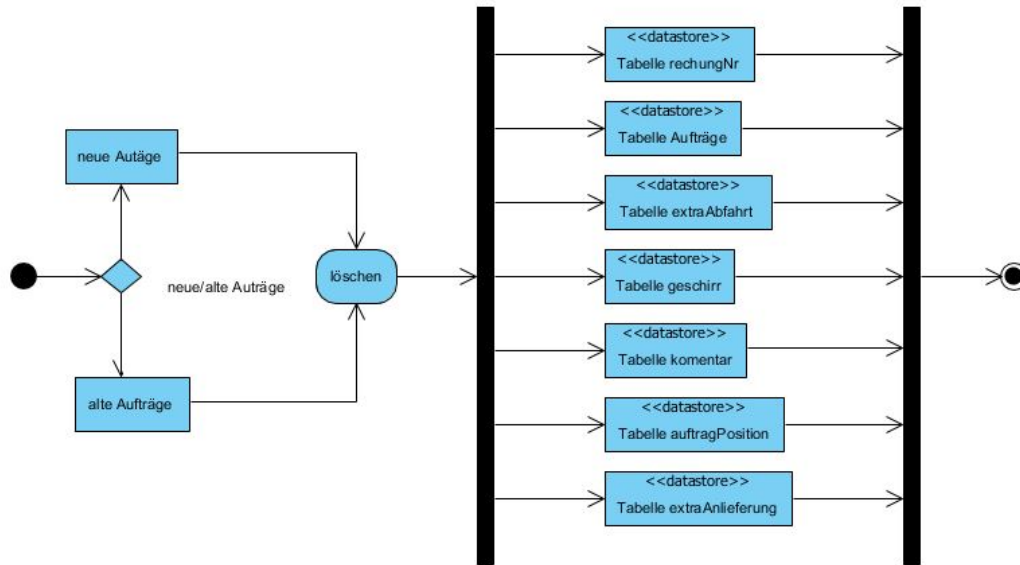 <<datastore>>
Tabelle rechungNr
<<datastore>>
Tabelle Aufträge
neue Autäge
<<datastore>>
Tabelle extraAbfahrt
neue/alte Auträge
löschen
<<datastore>>
Tabelle geschirr
<<datastore>>
Tabelle komentar
alte Aufträge
<<datastore>>
Tabelle auftragPosition
<<datastore>>
Tabelle extraAnlieferung